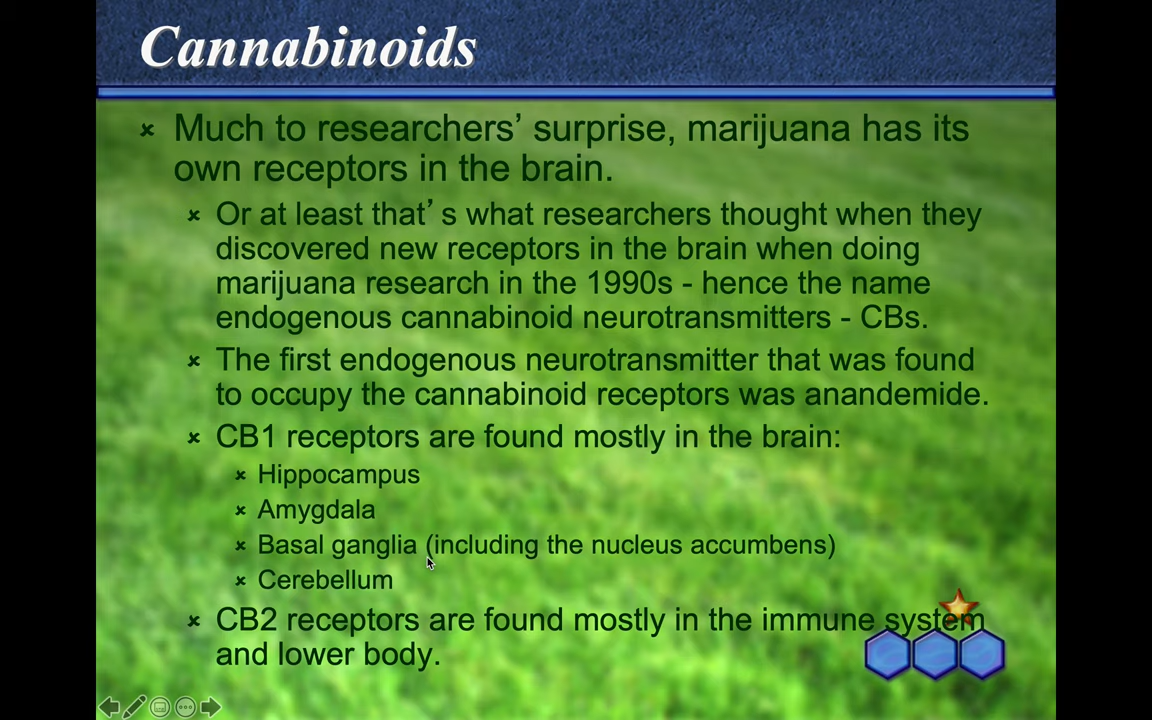 Cannabinoids
Much to researchers’ surprise, marijuana has its
own receptors in the brain.
Or at least that’s what researchers thought when they
discovered new receptors in the brain when doing
marijuana research in the 1990s - hence the name
endogenous cannabinoid neurotransmitters - CBs.
The first endogenous neurotransmitter that was found
to occupy the cannabinoid receptors was anandemide.
CB1 receptors are found mostly in the brain:
Hippocampus
Amygdala
Basal ganglia (including the nucleus accumbens)
Cerebellum
CB2 receptors are found mostly in the immune system
and lower body.